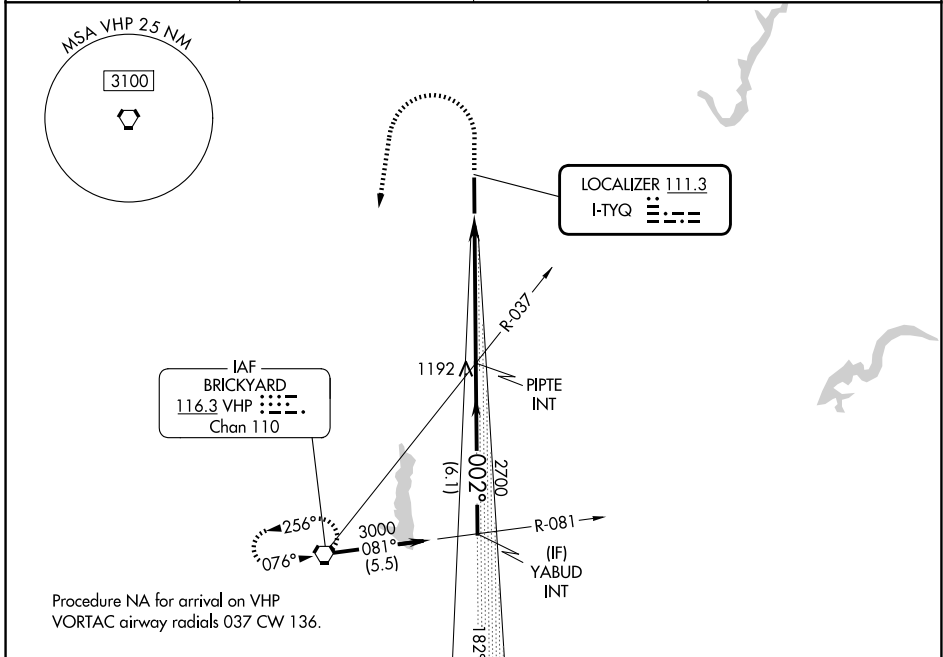 MSA VHP 25 NM
3100
LOCALIZER 111.3
I-TYQ
R-037
1192
PIPTE
INT
IAF
BRICKYARD
116.3 VHP
Chan 110
002°
(6.1)
2700
256°
076°
3000
081°
(5.5)
R-081
(IF)
YABUD
INT
182°
Procedure NA for arrival on VHP
VORTAC airway radials 037 CW 136.